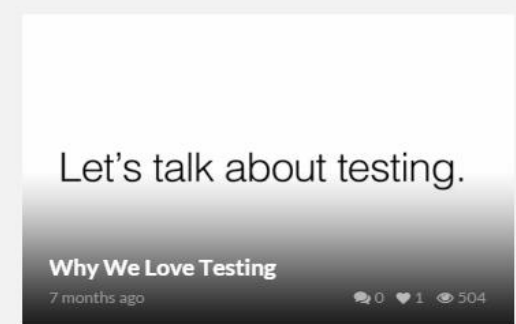 Let's talk about testing.
Why We Love Testing
7 months ago 0 1 504